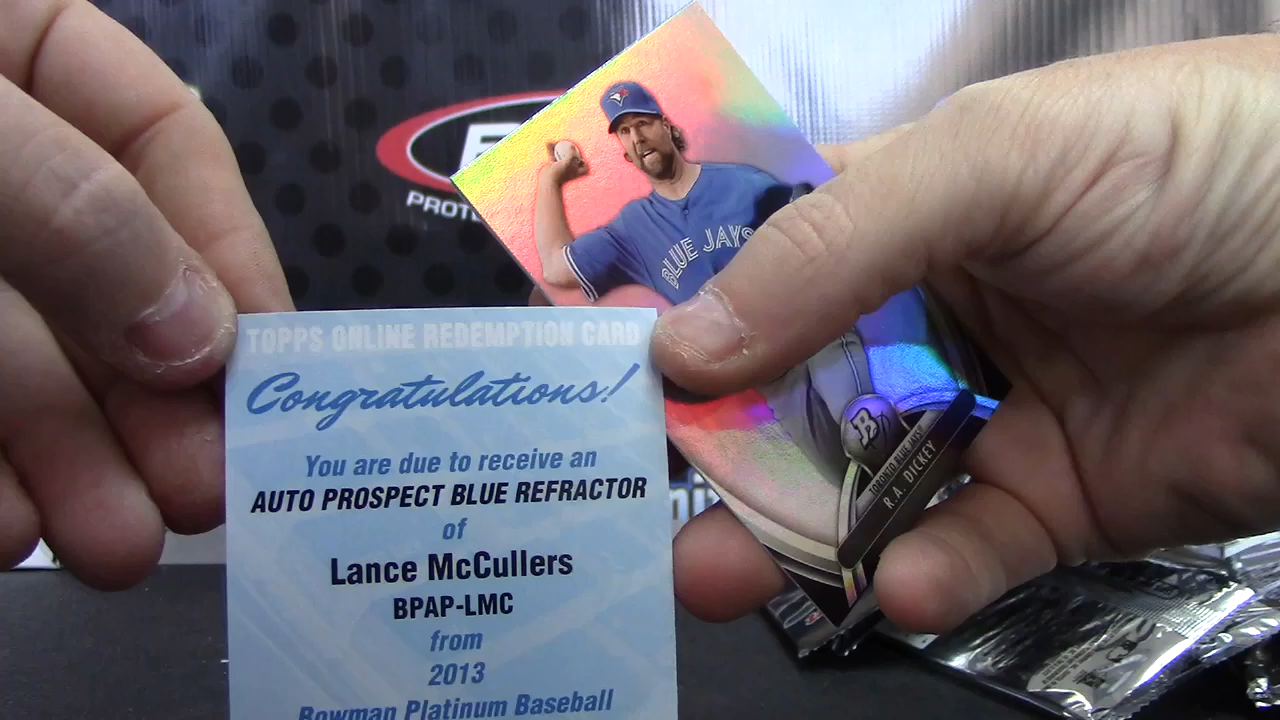 PROTE
BLUE JAYS
TORONTO BLUE JAYS
R.A. DICKEY
TOPPS ONLINE REDEMPTION CARD
Congratulations!
You are due to receive an
AUTO PROSPECT BLUE REFRACTOR
of
Lance McCullers
BPAP-LMC
from
2013
Bowman Platinum Baseball